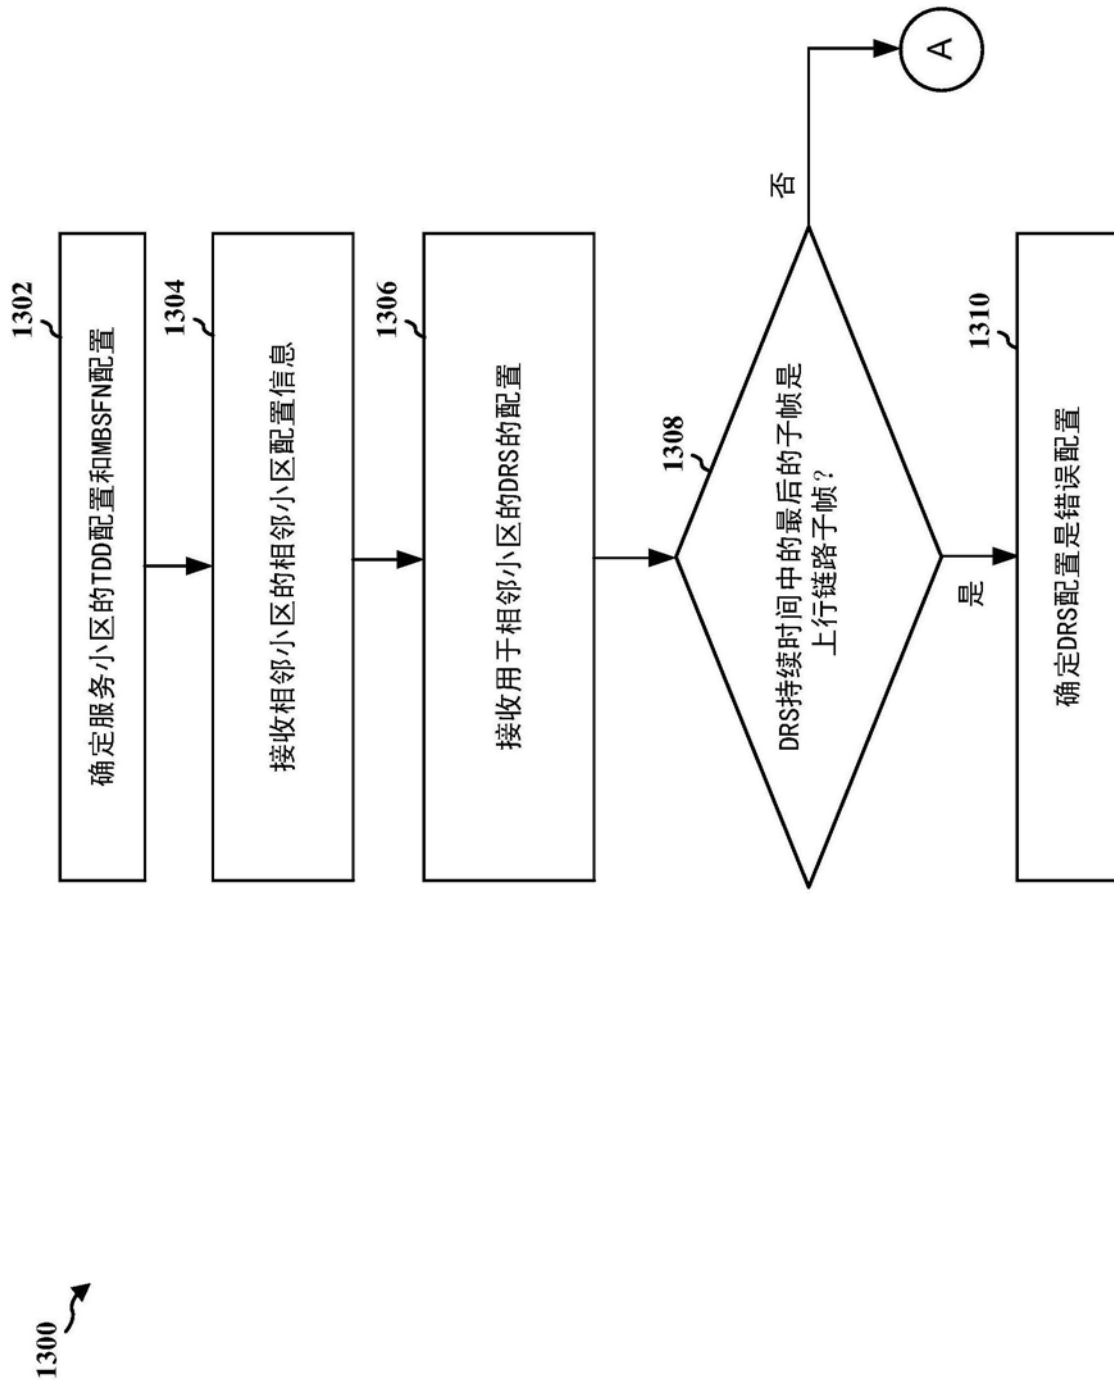 1300
1302
确定服务小区的TDD配置和MBSFN配置
1304
接收相邻小区的相邻小区配置信息
1306
接收用于相邻小区的DRS的配置
1308
DRS持续时间中的最后的子帧是
上行链路子帧?
否
A
是
1310
确定DRS配置是错误配置